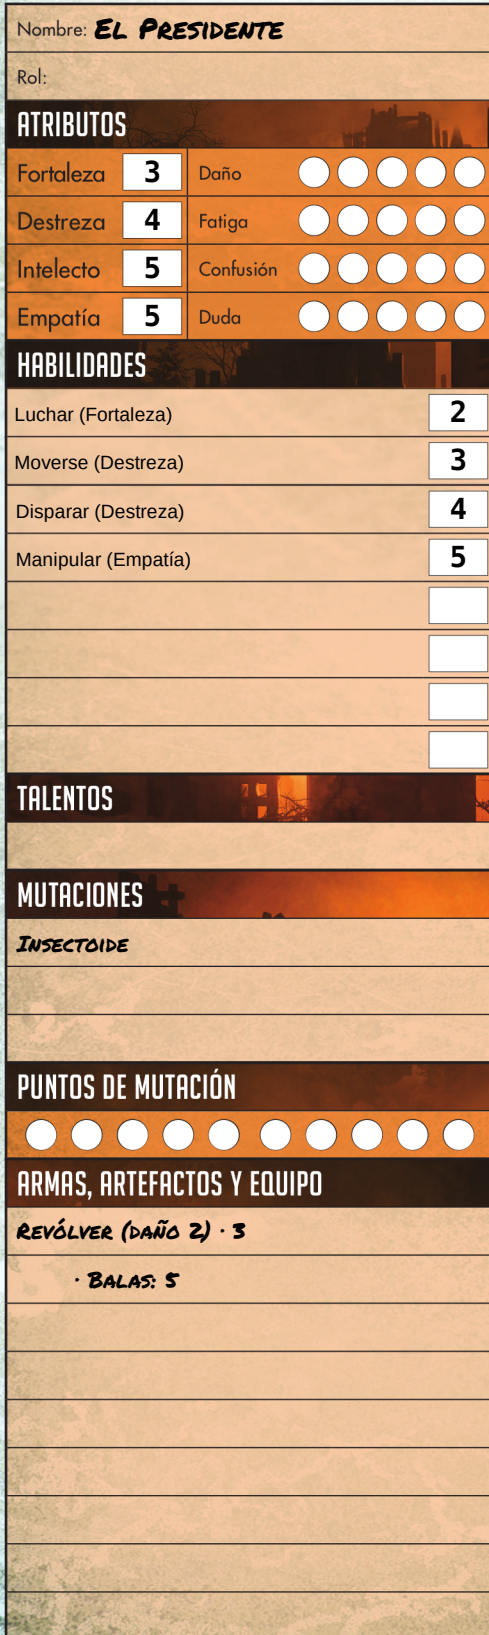 Nombre: El Presidente
Rol:
ATRIBUTOS
Fortaleza 3 Daño
Destreza 4 Fatiga
Intelecto 5 Confusión
Empatía 5 Duda
HABILIDADES
Luchar (Fortaleza) 2
Moverse (Destreza) 3
Disparar (Destreza) 4
Manipular (Empatía) 5
TALENTOS
MUTACIONES
Insectoide
PUNTOS DE MUTACIÓN
ARMAS, ARTEFACTOS Y EQUIPO
Revólver (daño 2) · 3
· Balas: 5